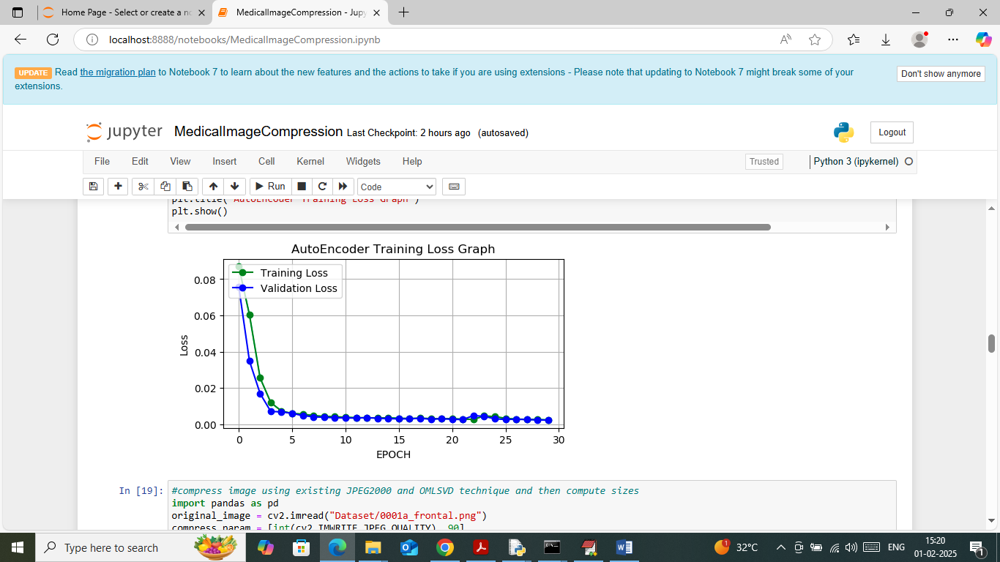 Home Page - Select or create a n
MedicalImageCompression - Jupy
localhost:8888/notebooks/MedicalImageCompression.ipynb
UPDATE Read the migration plan to Notebook 7 to learn about the new features and the actions to take if you are using extensions - Please note that updating to Notebook 7 might break some of your
extensions.
Don't show anymore
jupyter MedicalImageCompression Last Checkpoint: 2 hours ago (autosaved)
Logout
File Edit View Insert Cell Kernel Widgets Help
Trusted
Python 3 (ipykernel)
Run
Code
plt.title('AutoEncoder Training Loss Graph')
plt.show()
AutoEncoder Training Loss Graph
Training Loss
Validation Loss
0.08
0.06
0.04
0.02
0.00
Loss
0 5 10 15 20 25 30
EPOCH
In [19]:
#compress image using existing JPEG2000 and OMLSVD technique and then compute sizes
import pandas as pd
original_image = cv2.imread("Dataset/0001a_frontal.png")
compress_param = [int(cv2.IMWRITE_JPEG_QUALITY), 90]
Type here to search
1
32°C
ENG
15:20
01-02-2025
1